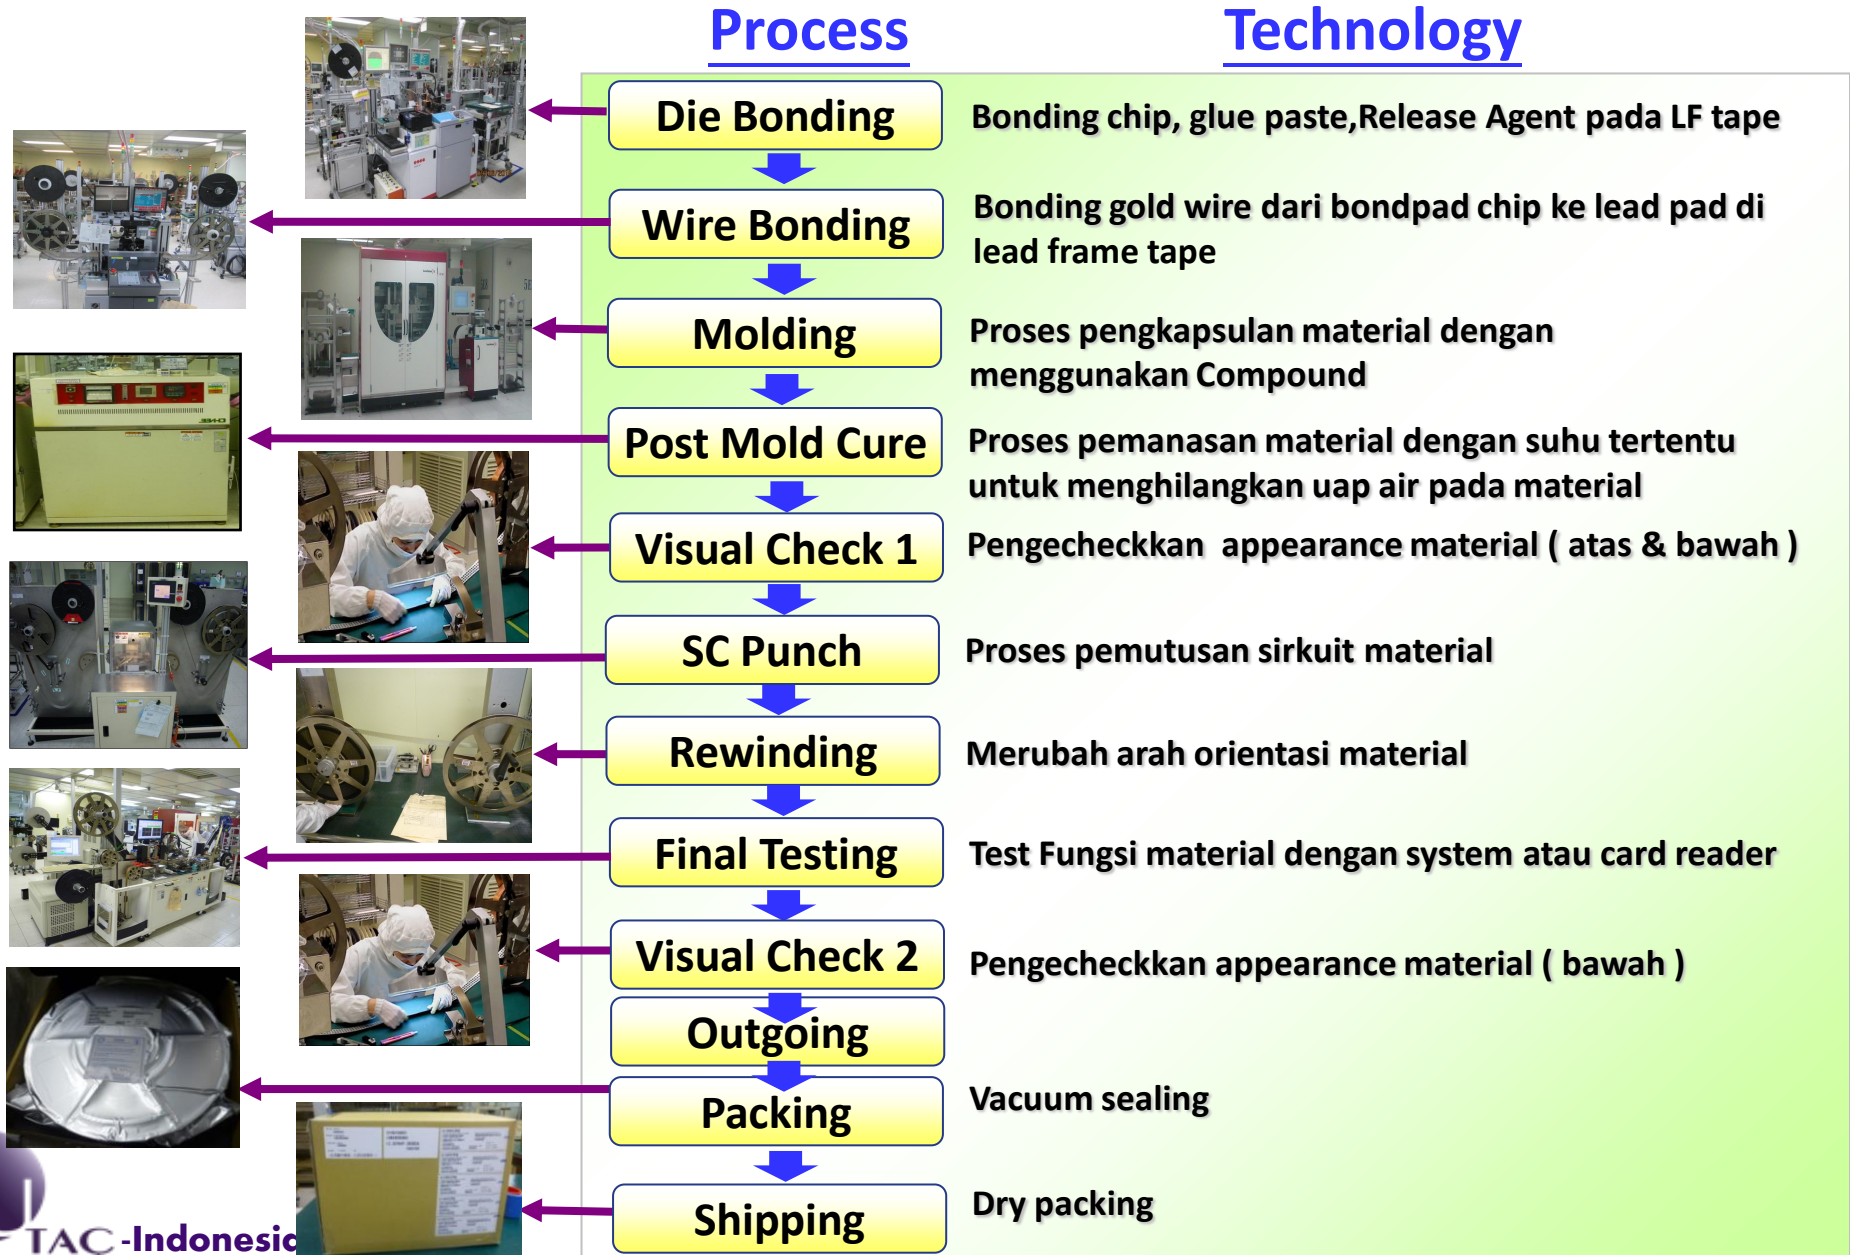 Process
Technology
Die Bonding
Bonding chip, glue paste,Release Agent pada LF tape
Wire Bonding
Bonding gold wire dari bondpad chip ke lead pad di
lead frame tape
Molding
Proses pengkapsulan material dengan
menggunakan Compound
Post Mold Cure
Proses pemanasan material dengan suhu tertentu
untuk menghilangkan uap air pada material
Visual Check 1
Pengecheckkan appearance material ( atas & bawah )
SC Punch
Proses pemutusan sirkuit material
Rewinding
Merubah arah orientasi material
Final Testing
Test Fungsi material dengan system atau card reader
Visual Check 2
Pengecheckkan appearance material ( bawah )
Outgoing
Packing
Vacuum sealing
Shipping
Dry packing
TAC -Indonesia